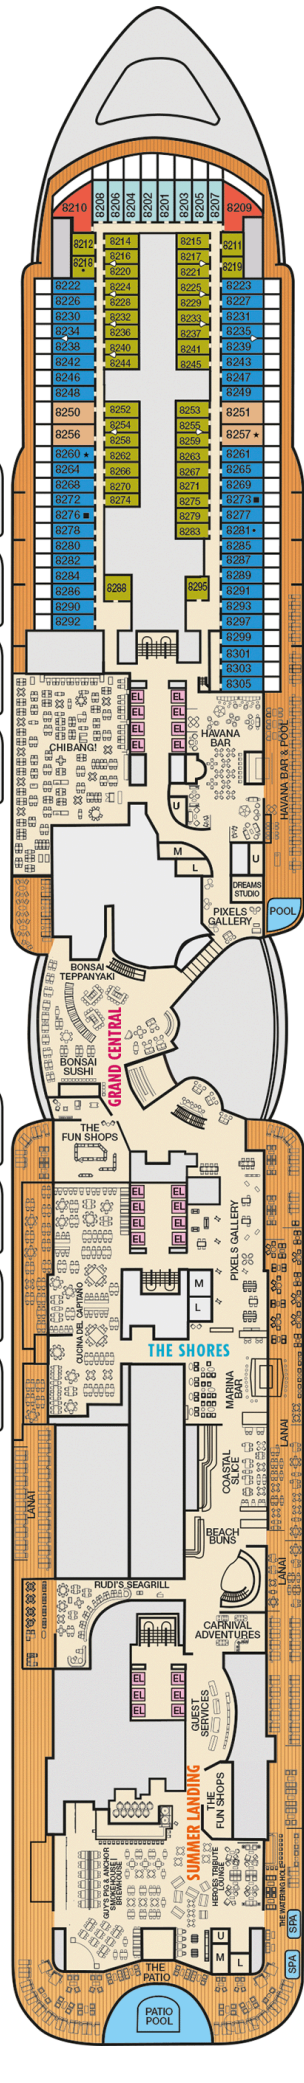 8208 8206 8204 8202 8201 8203 8205 8207
8210 8209
8212 8214 8215 8211
8218 8216 8217 8219
8220 8221
8222 8224 8225 8223
8226 8228 8229 8227
8230 8232 8233 8231
8234 8236 8237 8235
8238 8240 8241 8239
8242 8244 8245 8243
8246 8247
8248 8249
8250 8252 8253 8251
8254 8255
8256 8258 8259 8257
8260 8262 8263 8261
8264 8266 8267 8265
8268 8270 8271 8269
8272 8274 8275 8273
8276 8279 8277
8278 8283 8281
8280 8285
8282 8287
8284 8288 8295 8289
8286 8291
8290 8293
8292 8297
8299
8301
8303
8305
EL EL
EL EL
EL EL
EL EL
CHIBANG!
HAVANA
BAR
HAVANA BAR & POOL
U
M
L
U
DREAMS
STUDIO
PIXELS
GALLERY
POOL
BONSAI
TEPPANYAKI
GRAND CENTRAL
BONSAI
SUSHI
THE
FUN SHOPS
EL EL
EL EL
EL EL
EL EL
PIXELS GALLERY
M
L
CUCINA DEL CAPITANO
THE SHORES
MARINA
BAR
LANAI
COASTAL
SLICE
LANAI
BEACH
BUNS
LANAI
RUDI'S SEAGRILL
CARNIVAL
ADVENTURES
EL EL
EL EL
EL EL
GUEST
SERVICES
SUMMER LANDING
THE
FUN SHOPS
GUY'S PIG & ANCHOR
SMOKEHOUSE |
BREWHOUSE
HEROES TRIBUTE
LOUNGE
THE WATERING HOLE
SPA
U
M
L
SPA
THE
PATIO
PATIO
POOL